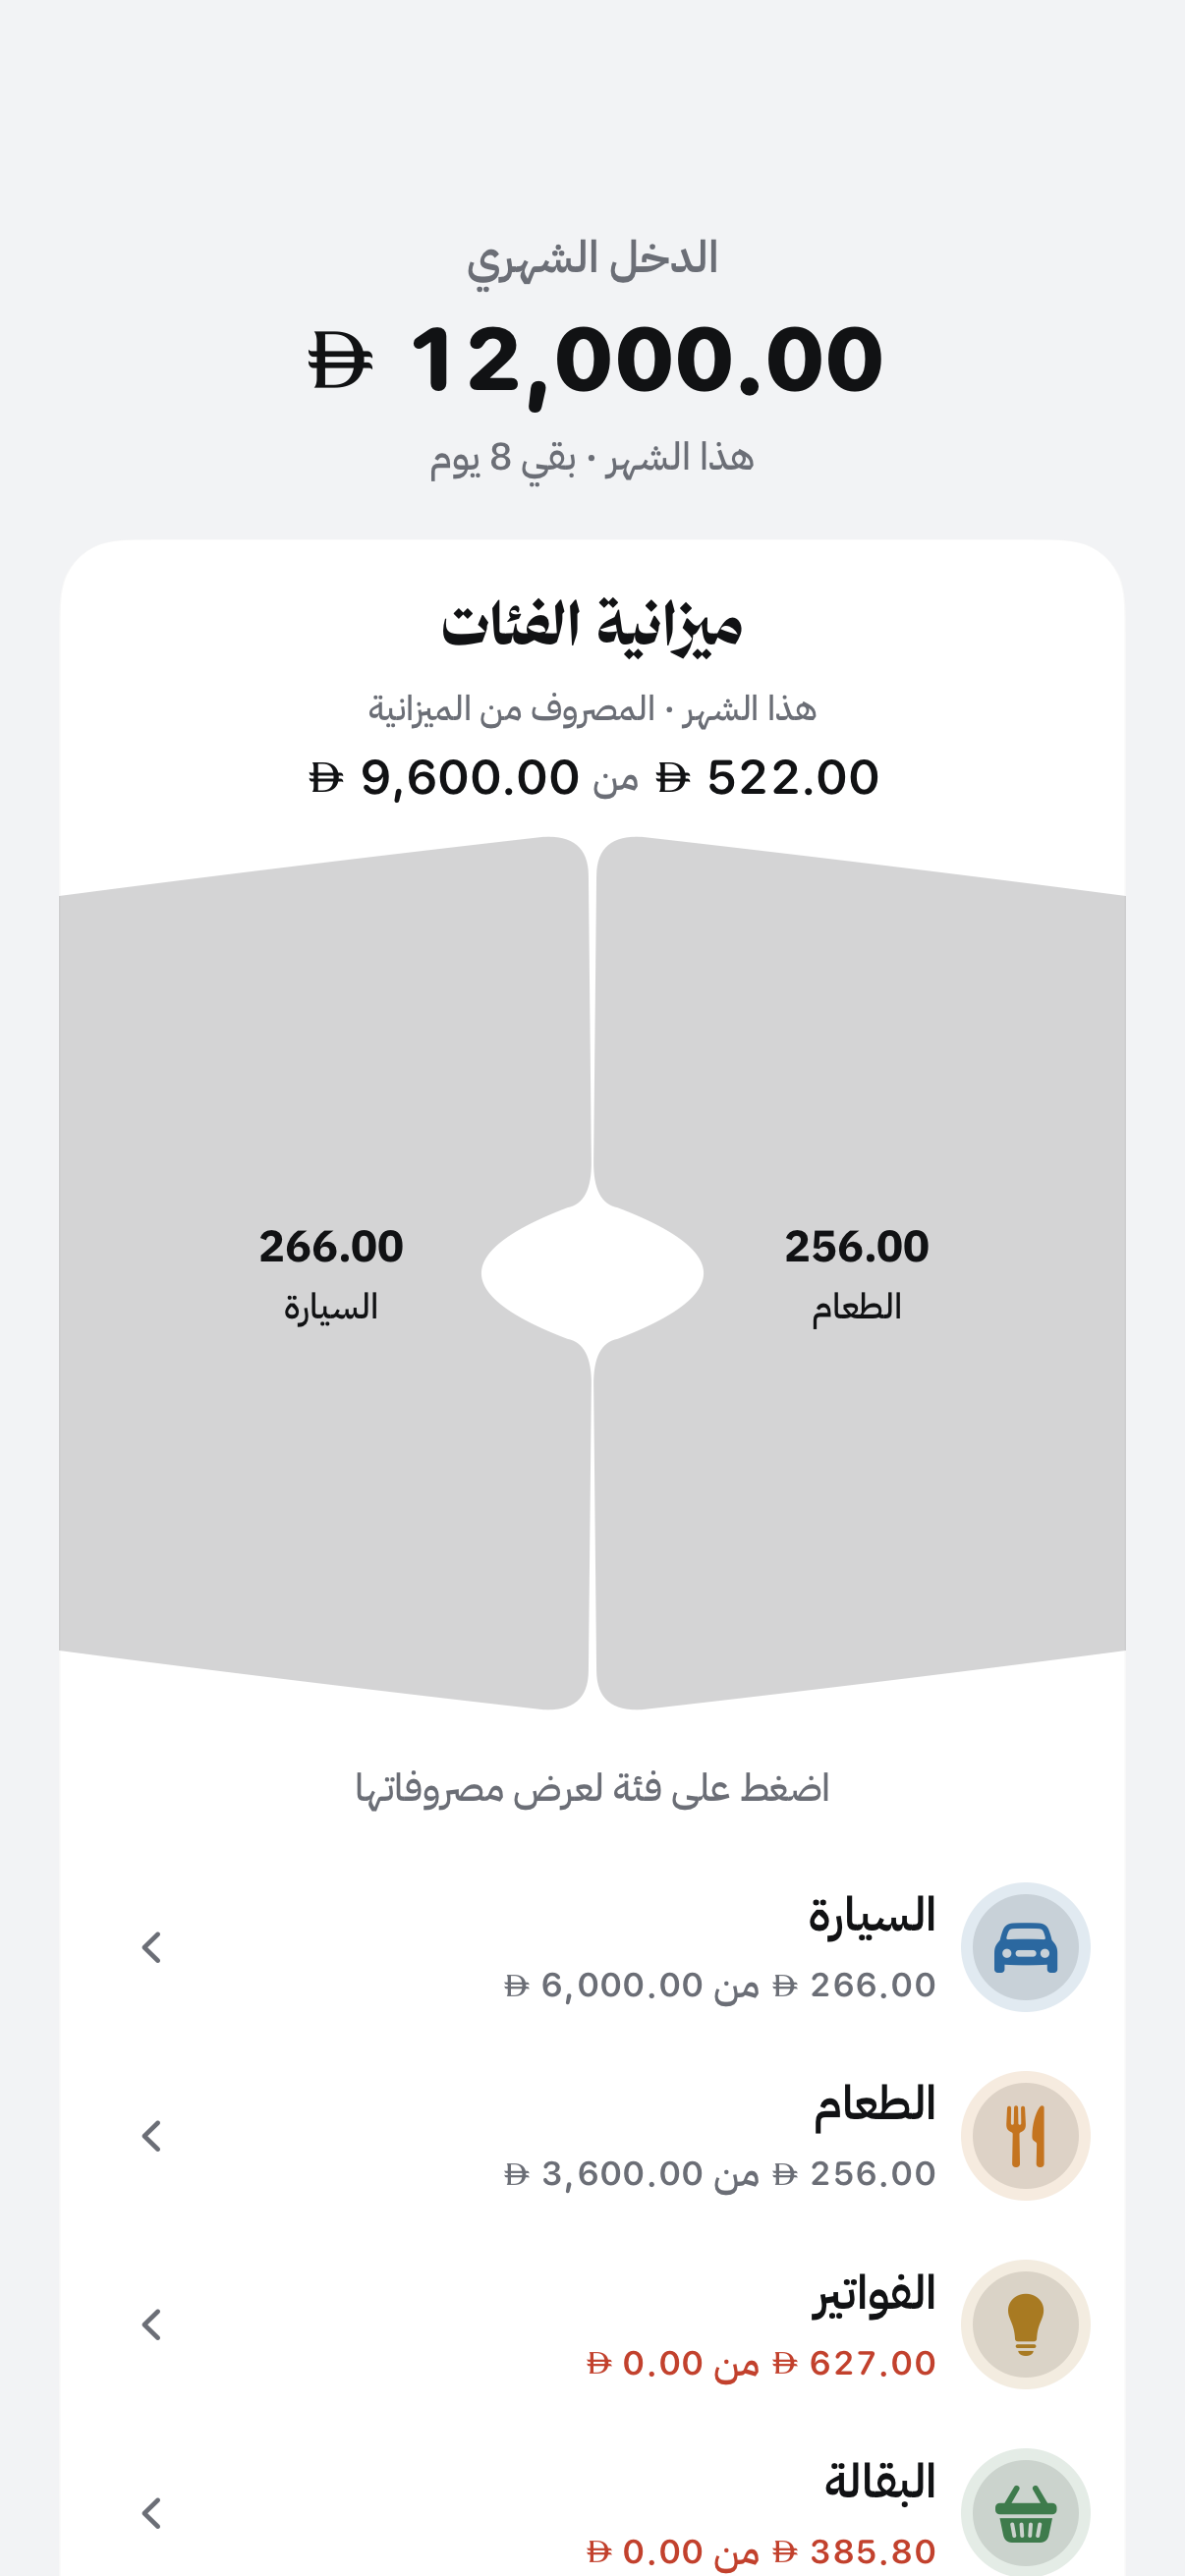 الدخل الشهري
12,000.00 
هذا الشهر · بقي 8 يوم
ميزانية الفئات
هذا الشهر · المصروف من الميزانية
522.00  من 9,600.00 
256.00
الطعام
266.00
السيارة
اضغط على فئة لعرض مصروفاتها
السيارة
266.00  من 6,000.00 
الطعام
256.00  من 3,600.00 
الفواتير
627.00  من 0.00 
البقالة
385.80  من 0.00